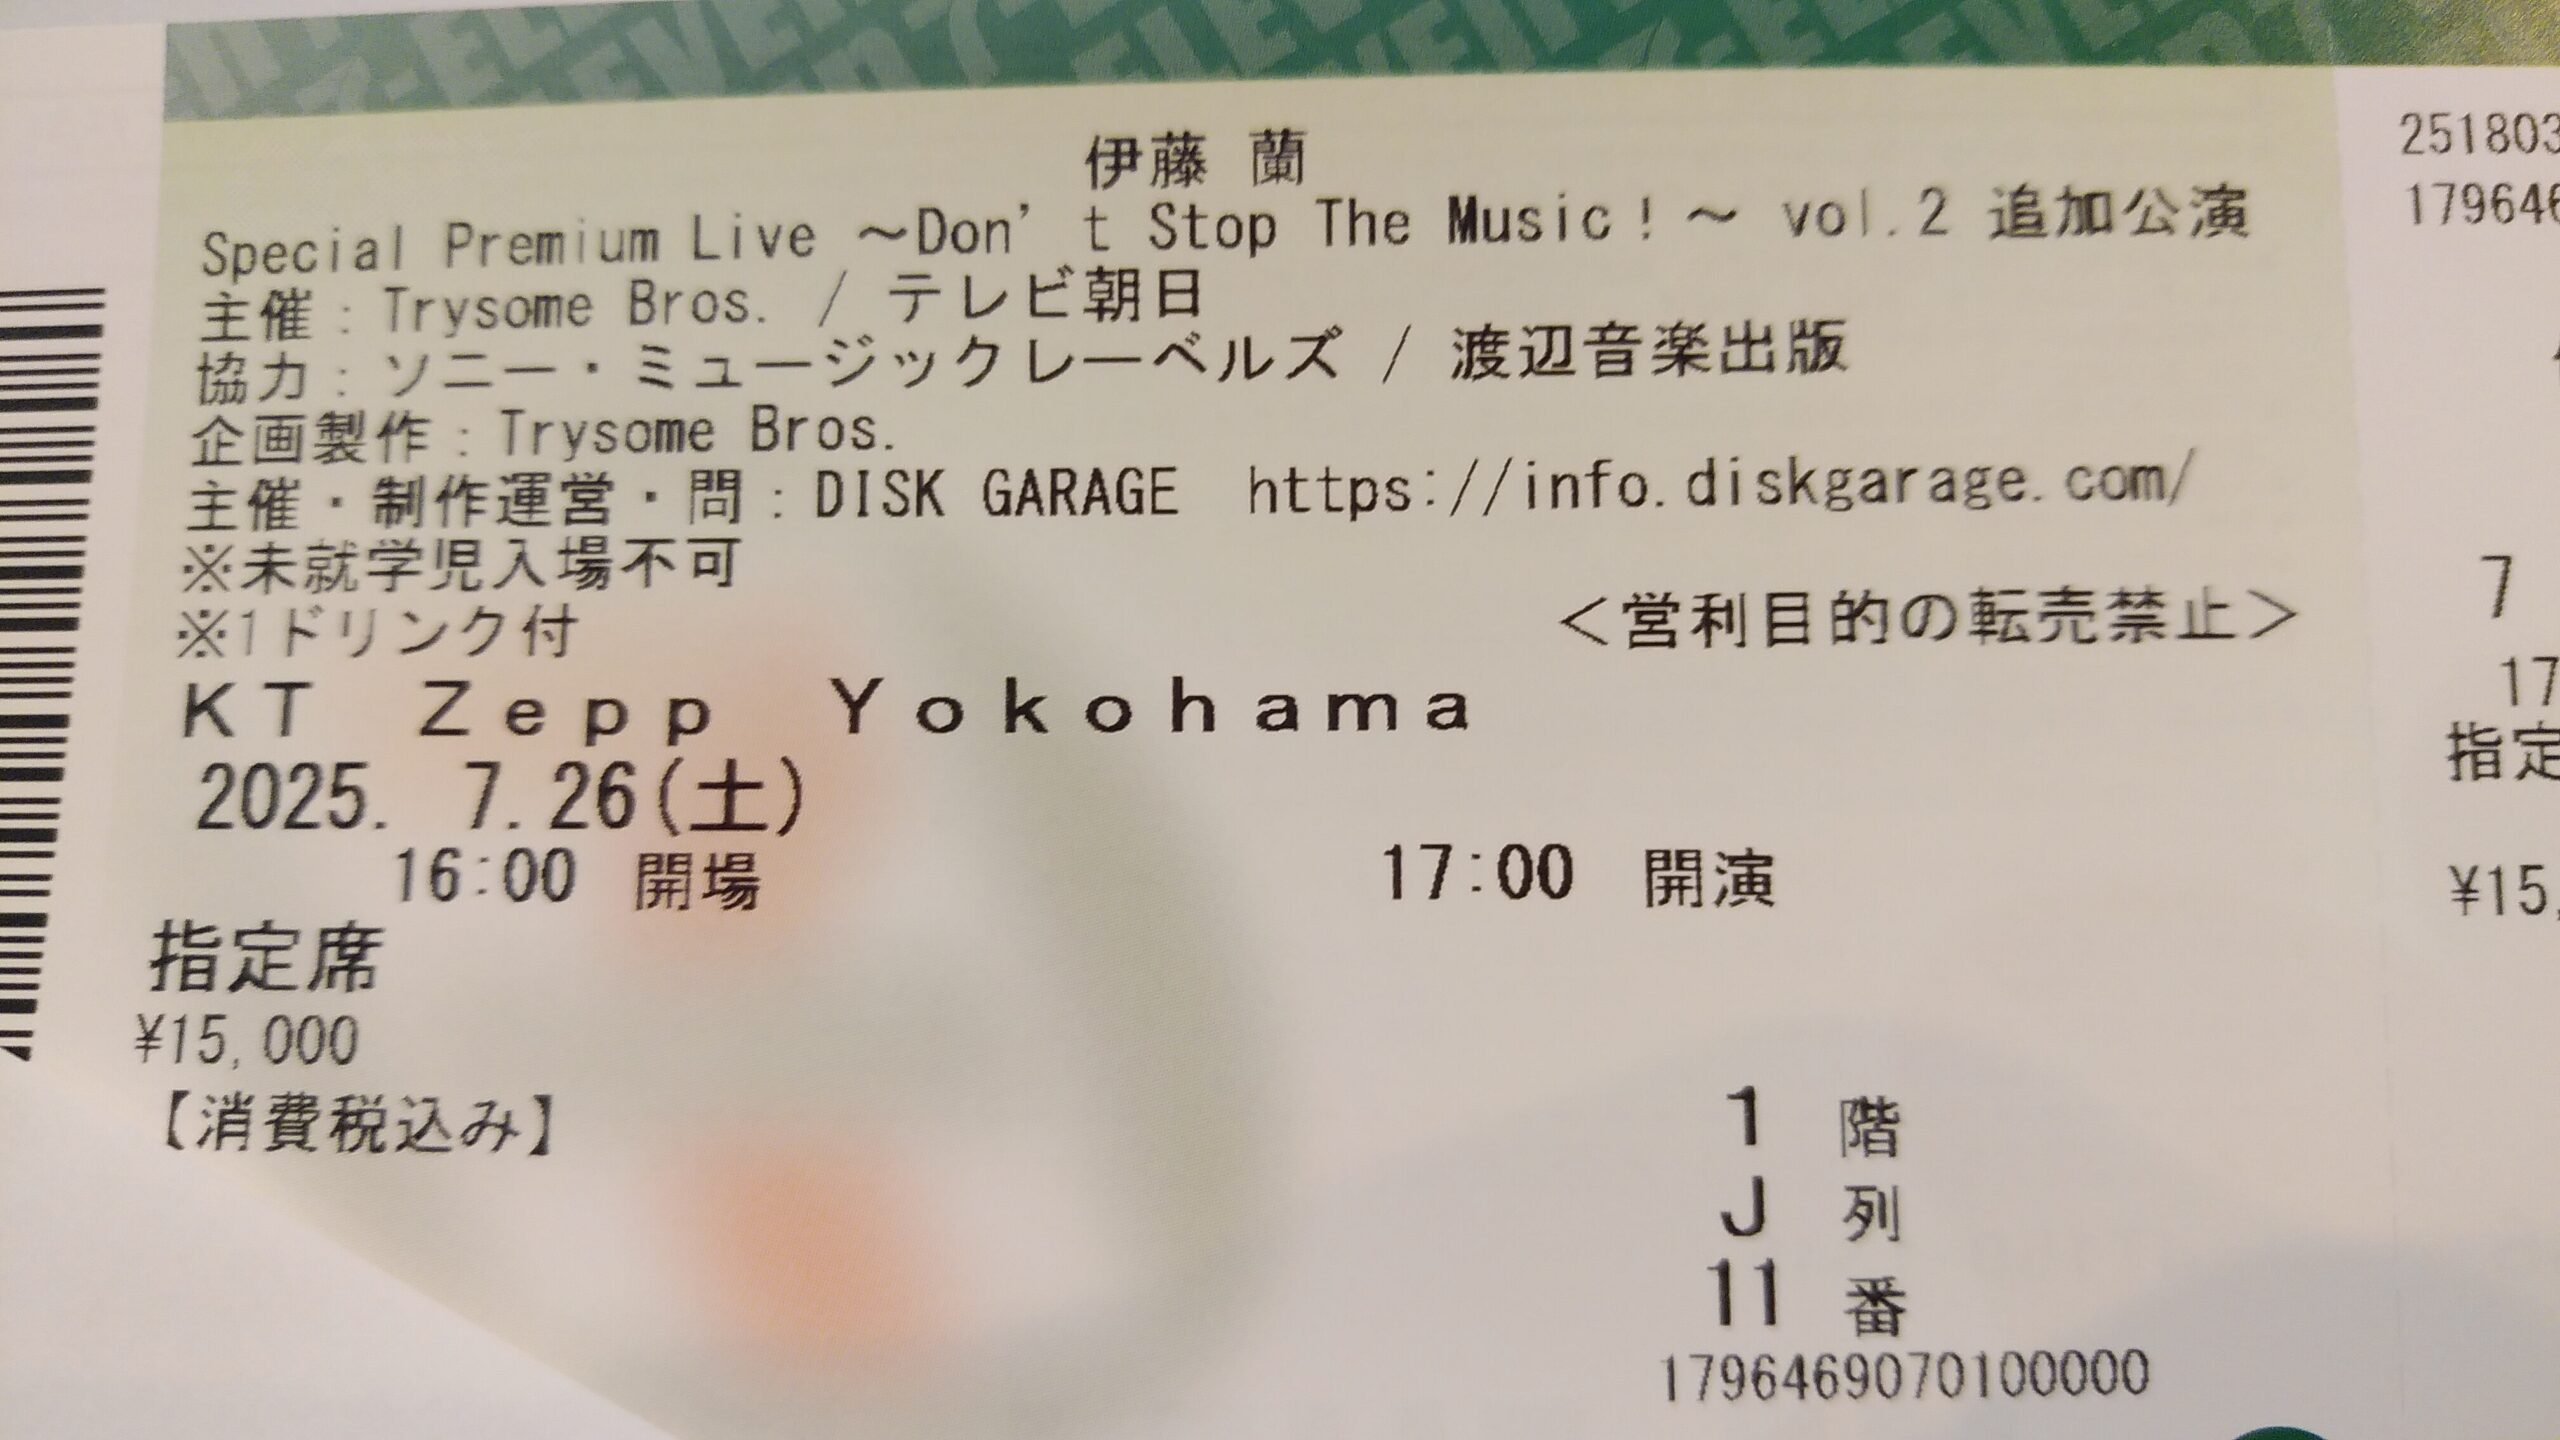 伊藤 蘭
Special Premium Live ～Don't Stop The Music!～ vol.2 追加公演
主催：Trysome Bros. / テレビ朝日
協力：ソニー・ミュージックレーベルズ / 渡辺音楽出版
企画製作：Trysome Bros.
主催・制作運営・問：DISK GARAGE https://info.diskgarage.com/
※未就学児入場不可
※1ドリンク付
＜営利目的の転売禁止＞
KT Zepp Yokohama
2025. 7.26(土)
16:00 開場 17:00 開演
指定席
¥15,000
【消費税込み】
1 階
J 列
11 番
1796469070100000
251803
179646
7
17
指定
¥15,